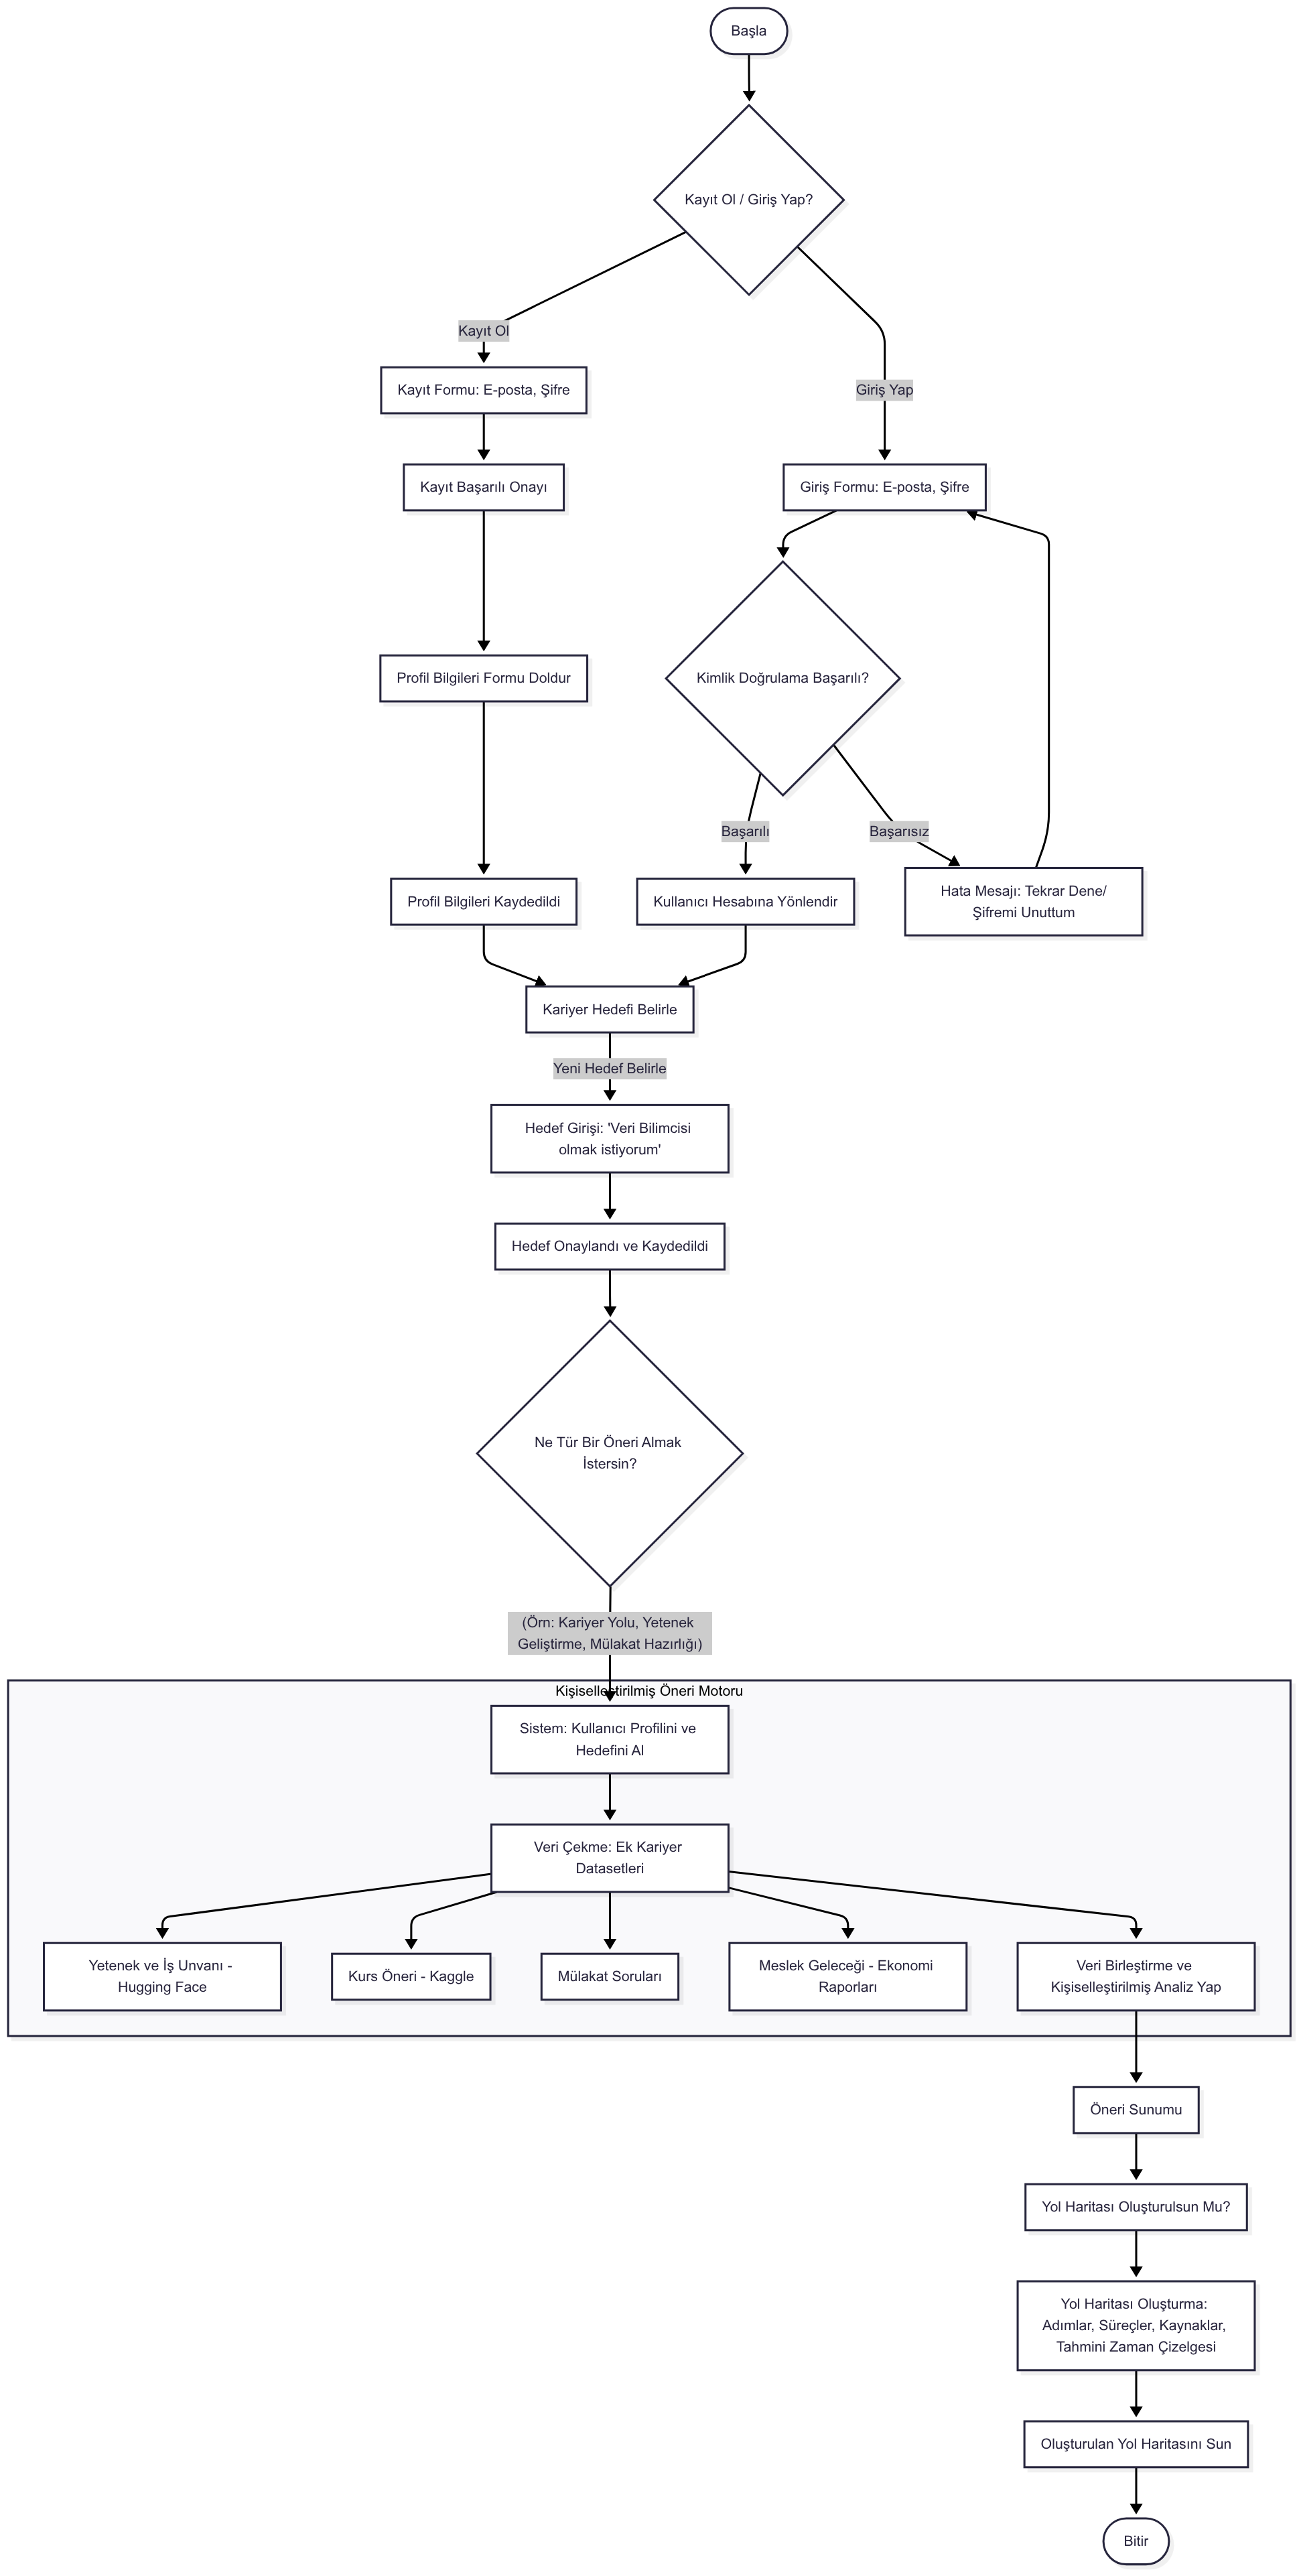 Başla
Kayıt Ol / Giriş Yap?
Kayıt Ol
Giriş Yap
Kayıt Formu: E-posta, Şifre
Kayıt Başarılı Onayı
Giriş Formu: E-posta, Şifre
Profil Bilgileri Formu Doldur
Kimlik Doğrulama Başarılı?
Başarılı
Başarısız
Profil Bilgileri Kaydedildi
Kullanıcı Hesabına Yönlendir
Hata Mesajı: Tekrar Dene/
Şifremi Unuttum
Kariyer Hedefi Belirle
Yeni Hedef Belirle
Hedef Girişi: 'Veri Bilimcisi
olmak istiyorum'
Hedef Onaylandı ve Kaydedildi
Ne Tür Bir Öneri Almak
İstersin?
(Örn: Kariyer Yolu, Yetenek
Geliştirme, Mülakat Hazırlığı)
Kişiselleştirilmiş Öneri Motoru
Sistem: Kullanıcı Profilini ve
Hedefini Al
Veri Çekme: Ek Kariyer
Datasetleri
Yetenek ve İş Unvanı -
Hugging Face
Kurs Öneri - Kaggle
Mülakat Soruları
Meslek Geleceği - Ekonomi
Raporları
Veri Birleştirme ve
Kişiselleştirilmiş Analiz Yap
Öneri Sunumu
Yol Haritası Oluşturulsun Mu?
Yol Haritası Oluşturma:
Adımlar, Süreçler, Kaynaklar,
Tahmini Zaman Çizelgesi
Oluşturulan Yol Haritasını Sun
Bitir